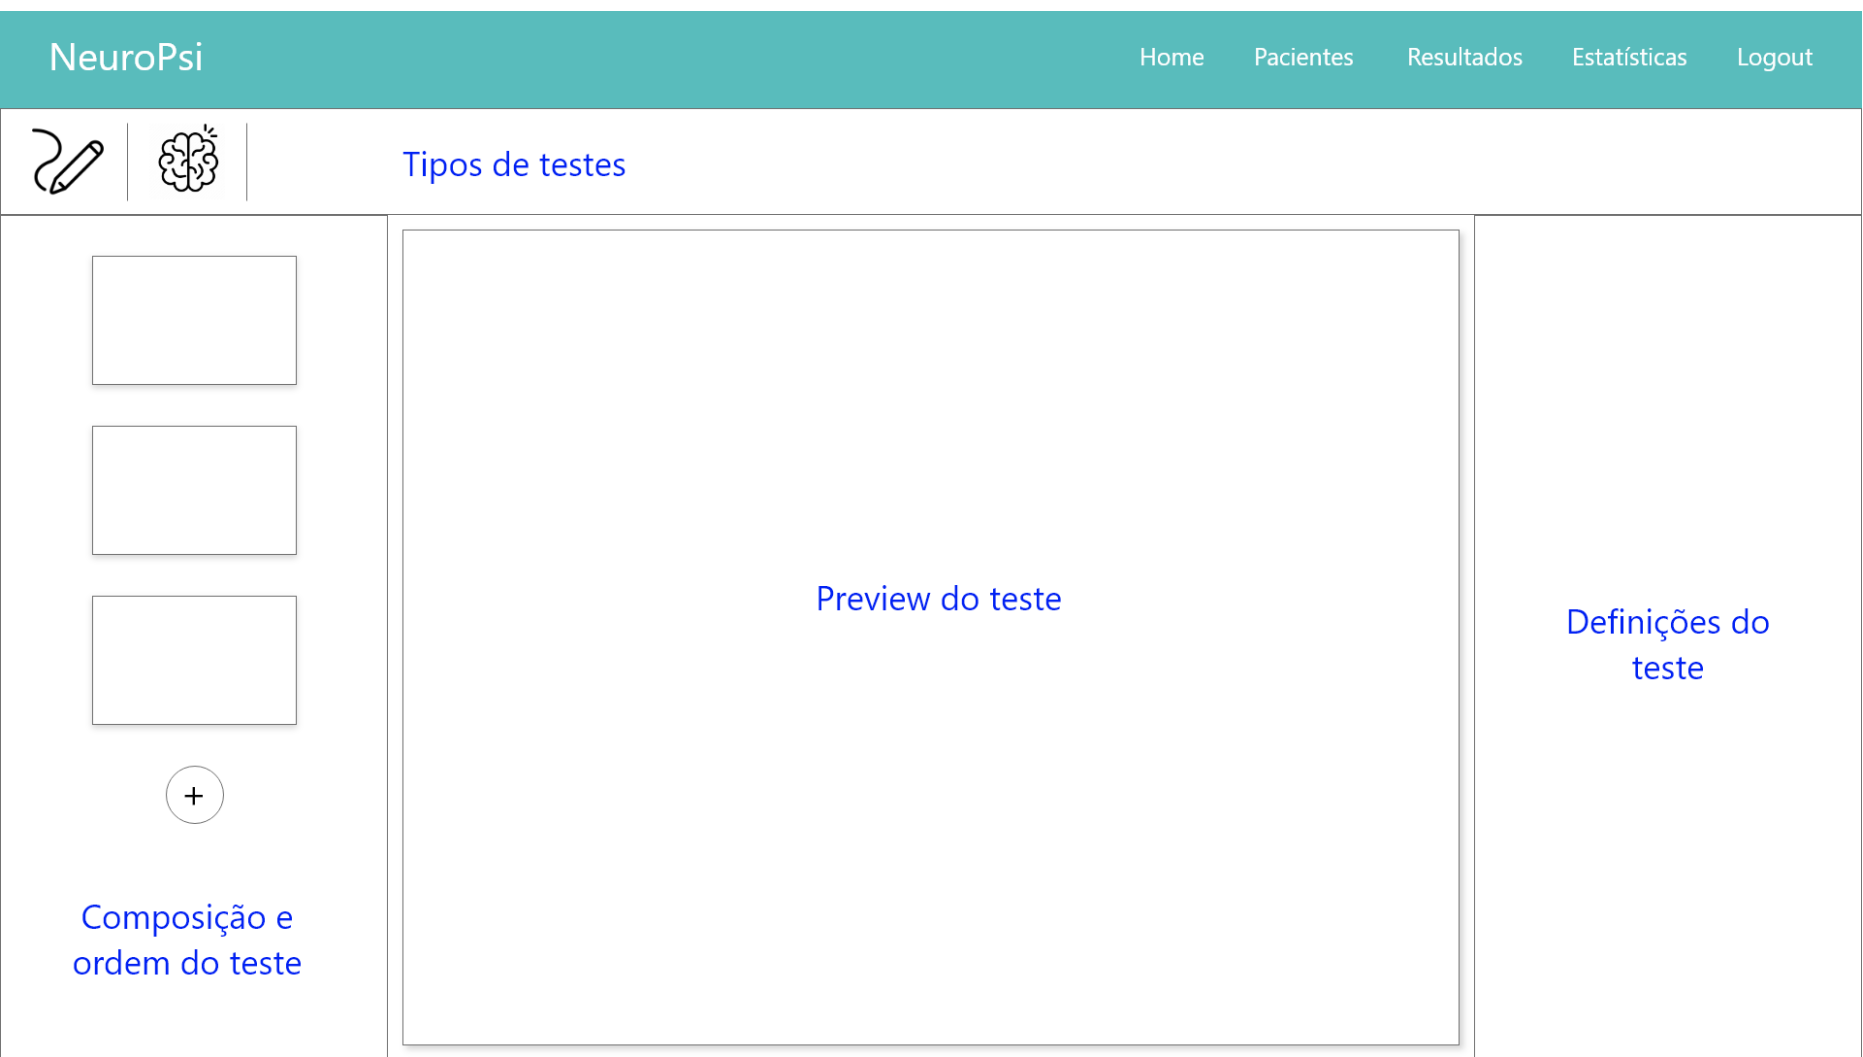 NeuroPsi
Home Pacientes Resultados Estatísticas Logout
Tipos de testes
Preview do teste
Definições do
teste
+
Composição e
ordem do teste